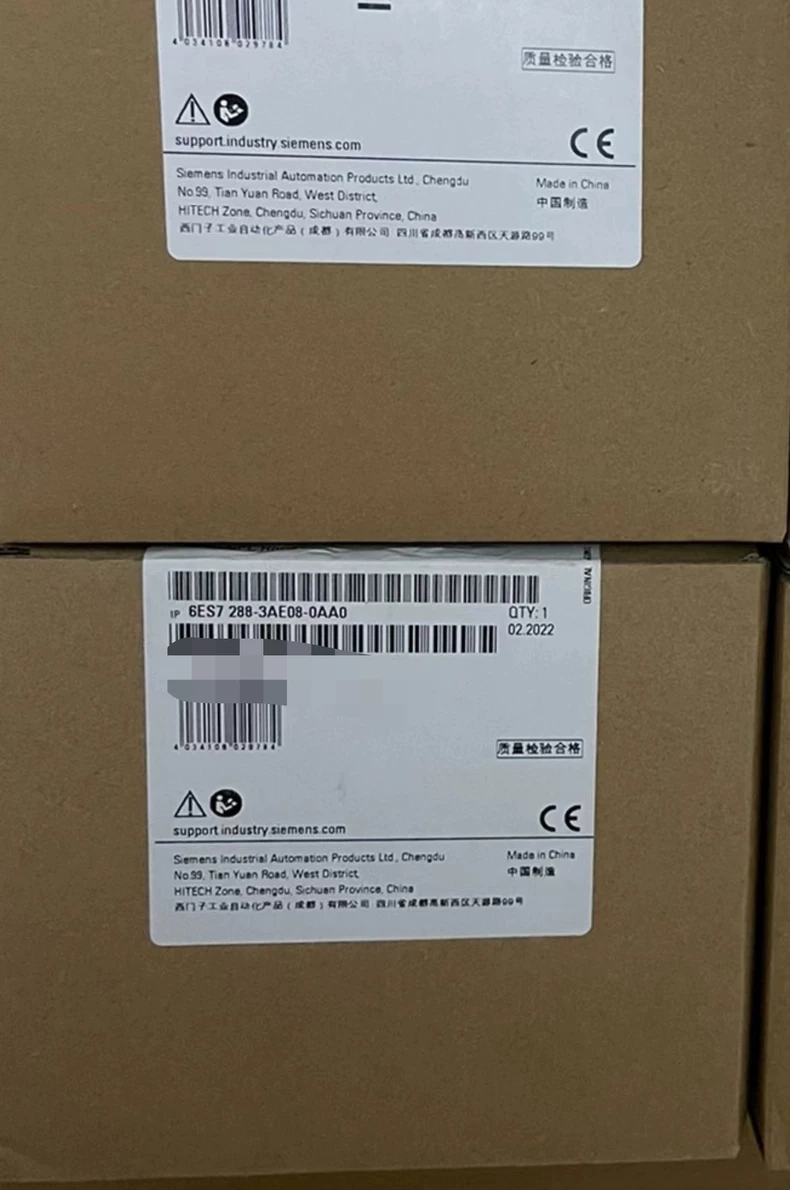 4 034108 029784
质量检验合格
support.industry.siemens.com
CE
Siemens Industrial Automation Products Ltd., Chengdu
No.99, Tian Yuan Road, West District,
HITECH Zone, Chengdu, Sichuan Province, China
西门子工业自动化产品(成都)有限公司 四川省成都高新西区天源路99号
Made in China
中国制造
1P 6ES7 288-3AE08-0AA0
QTY: 1
02.2022
4 034108 029784
质量检验合格
support.industry.siemens.com
CE
Siemens Industrial Automation Products Ltd., Chengdu
No.99, Tian Yuan Road, West District,
HITECH Zone, Chengdu, Sichuan Province, China
西门子工业自动化产品(成都)有限公司 四川省成都高新西区天源路99号
Made in China
中国制造